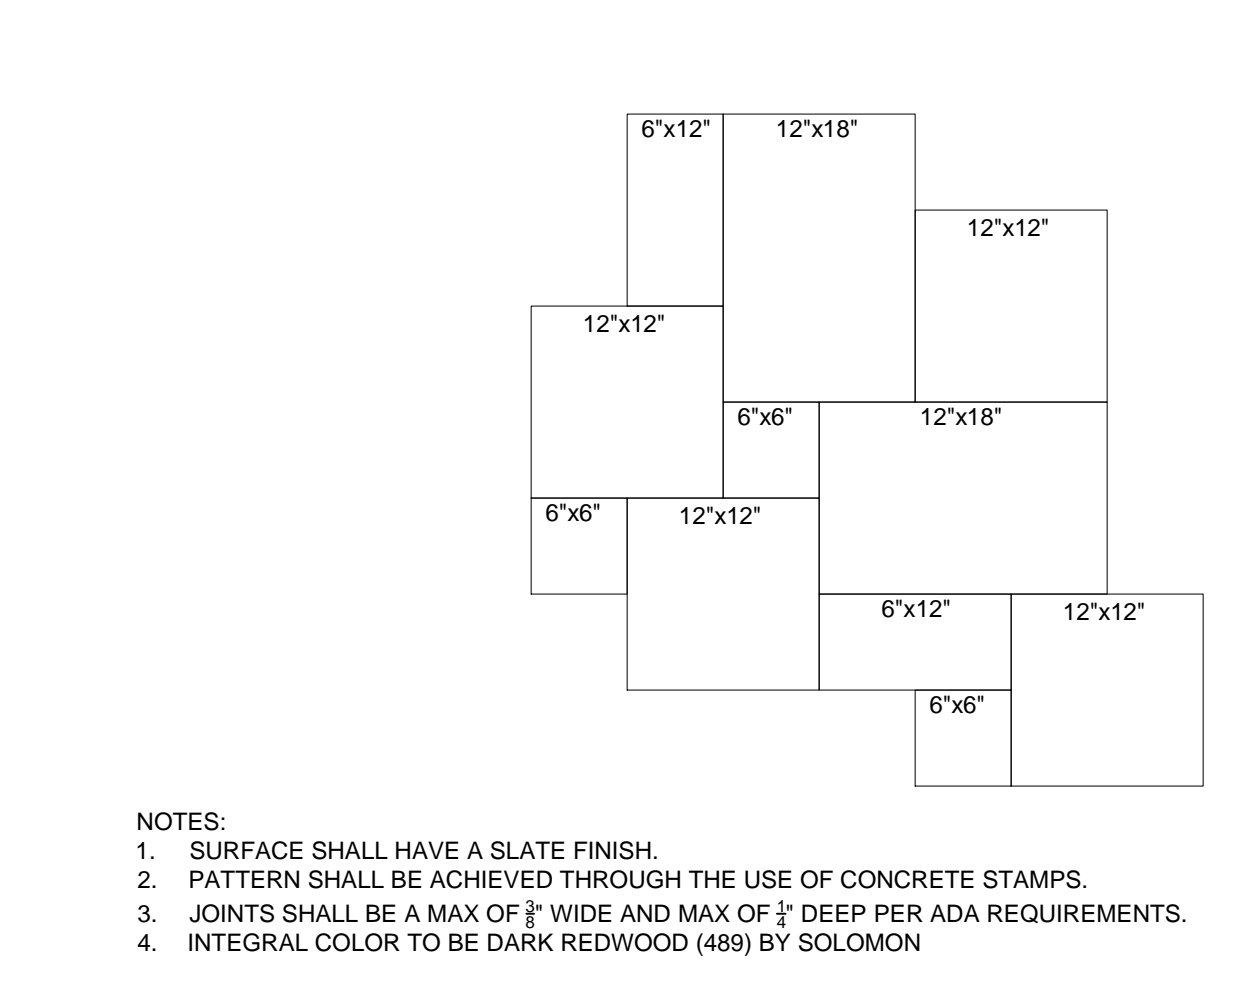 6"x12"
12"x18"
12"x12"
12"x12"
6"x6"
12"x18"
6"x6"
12"x12"
6"x12"
12"x12"
6"x6"
NOTES:
1. SURFACE SHALL HAVE A SLATE FINISH.
2. PATTERN SHALL BE ACHIEVED THROUGH THE USE OF CONCRETE STAMPS.
3. JOINTS SHALL BE A MAX OF 3/8" WIDE AND MAX OF 1/4" DEEP PER ADA REQUIREMENTS.
4. INTEGRAL COLOR TO BE DARK REDWOOD (489) BY SOLOMON